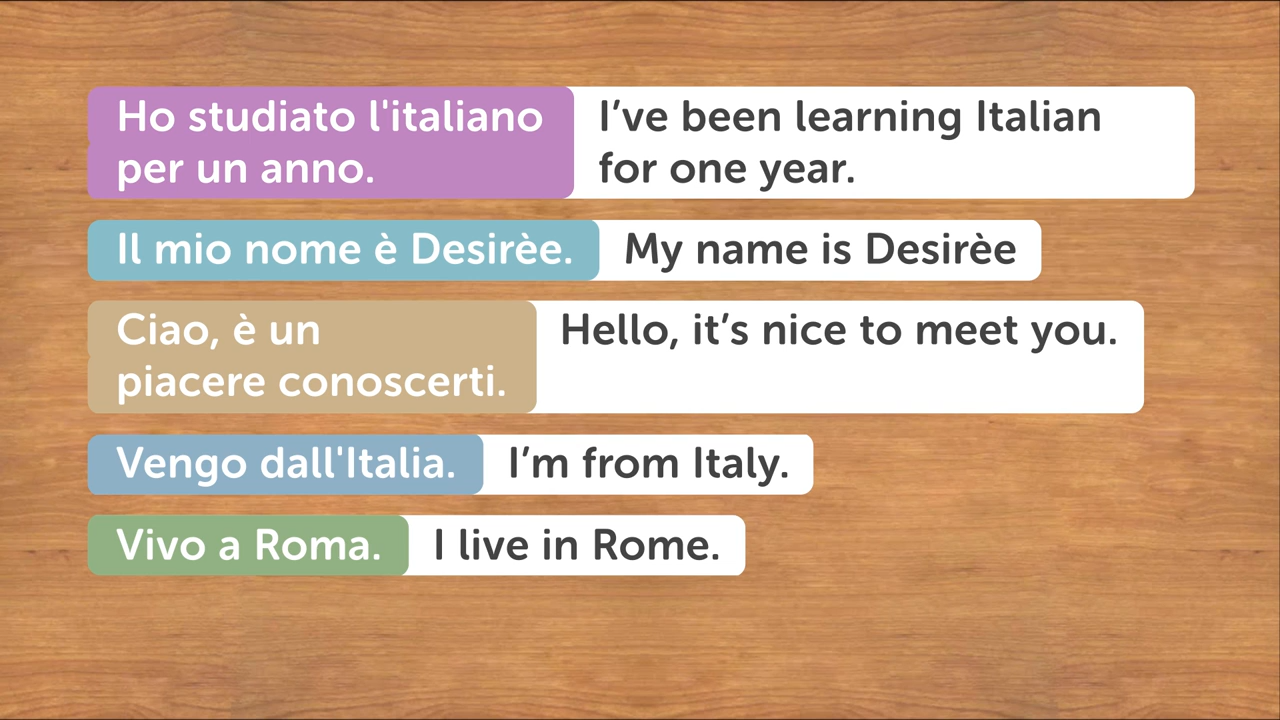 Ho studiato l'italiano
per un anno.
I’ve been learning Italian
for one year.
Il mio nome è Desirèe.
My name is Desirèe
Ciao, è un
piacere conoscerti.
Hello, it’s nice to meet you.
Vengo dall'Italia.
I’m from Italy.
Vivo a Roma.
I live in Rome.